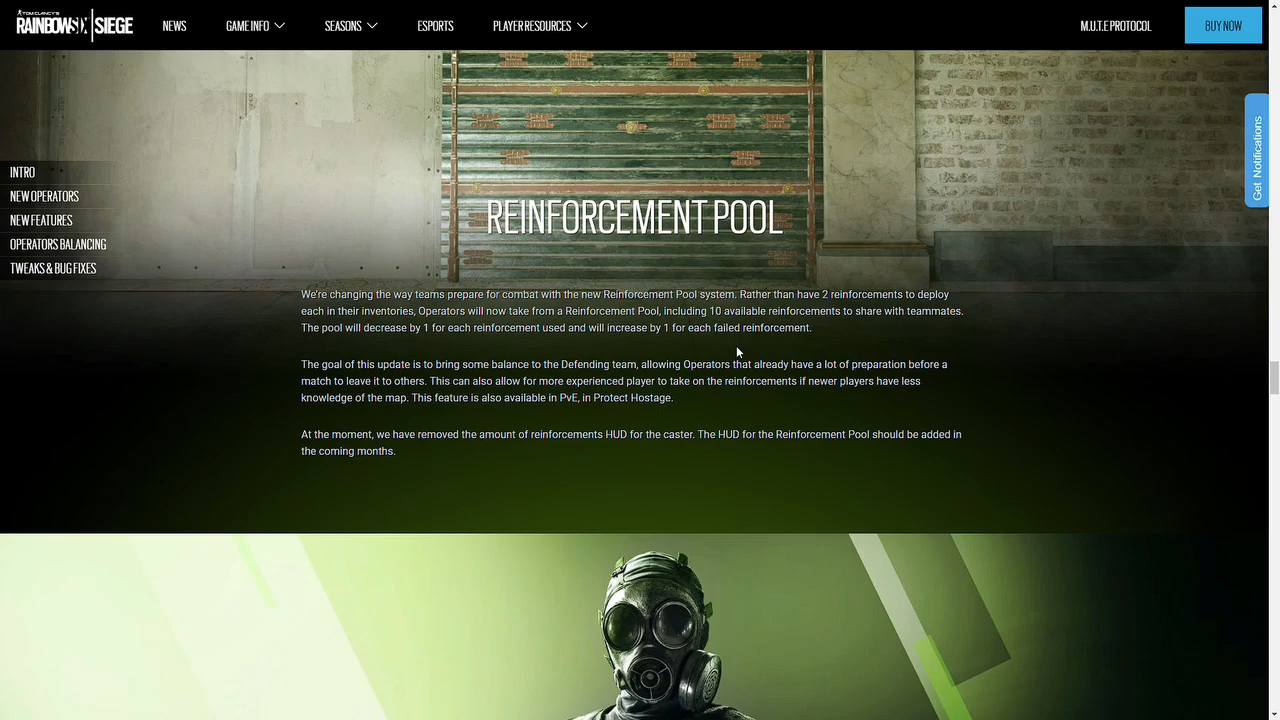 TOM CLANCY'S
RAINBOW SIX | SIEGE
NEWS
GAME INFO
SEASONS
ESPORTS
PLAYER RESOURCES
M.U.T.E PROTOCOL
BUY NOW
Get Notifications
INTRO
NEW OPERATORS
NEW FEATURES
OPERATORS BALANCING
TWEAKS & BUG FIXES
REINFORCEMENT POOL
We're changing the way teams prepare for combat with the new Reinforcement Pool system. Rather than have 2 reinforcements to deploy
each in their inventories, Operators will now take from a Reinforcement Pool, including 10 available reinforcements to share with teammates.
The pool will decrease by 1 for each reinforcement used and will increase by 1 for each failed reinforcement.
The goal of this update is to bring some balance to the Defending team, allowing Operators that already have a lot of preparation before a
match to leave it to others. This can also allow for more experienced player to take on the reinforcements if newer players have less
knowledge of the map. This feature is also available in PvE, in Protect Hostage.
At the moment, we have removed the amount of reinforcements HUD for the caster. The HUD for the Reinforcement Pool should be added in
the coming months.